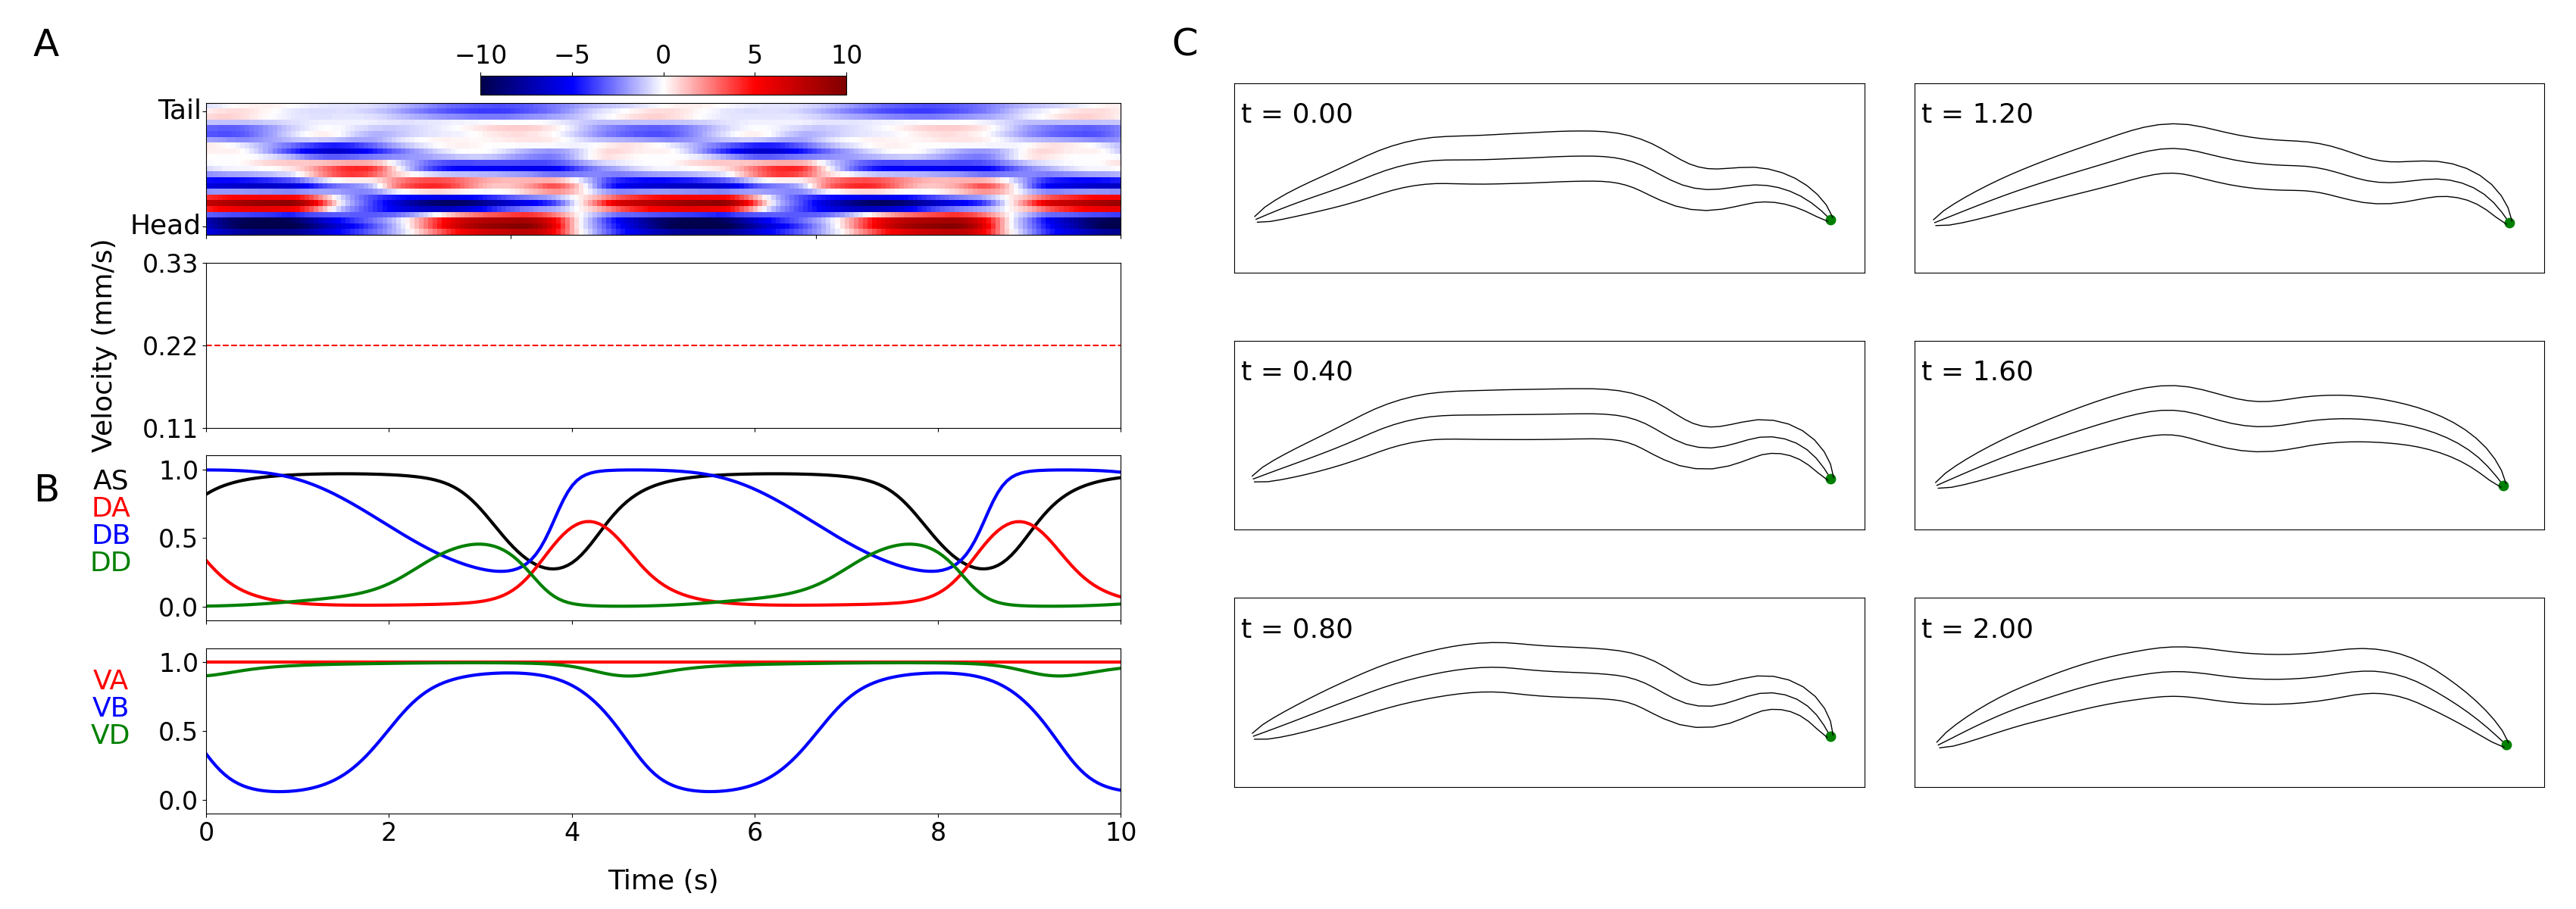 A
−10 −5 0 5 10
Tail
Head
Velocity (mm/s)
0.33
0.22
0.11
B
AS
DA
DB
DD
1.0
0.5
0.0
VA
VB
VD
1.0
0.5
0.0
0 2 4 6 8 10
Time (s)
C
t = 0.00
t = 1.20
t = 0.40
t = 1.60
t = 0.80
t = 2.00